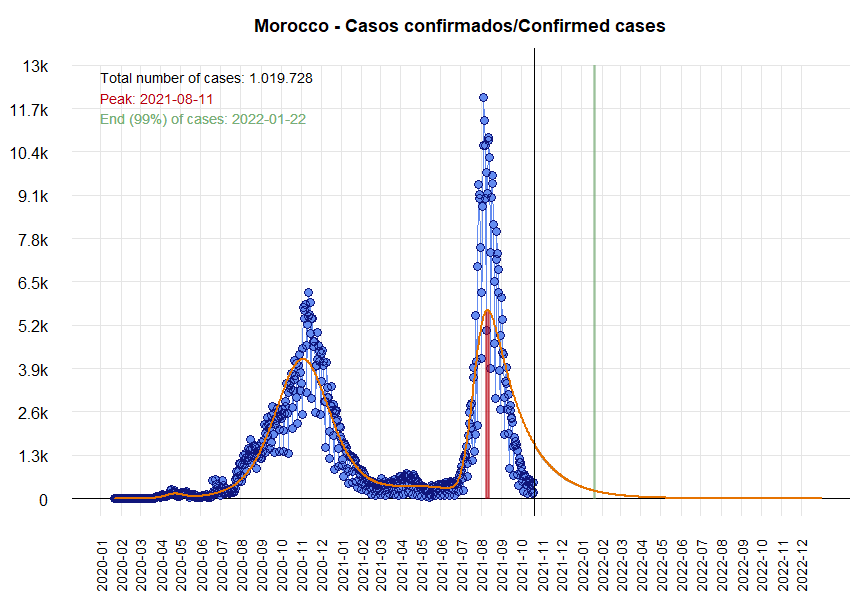 Morocco - Casos confirmados/Confirmed cases
Total number of cases: 1.019.728
Peak: 2021-08-11
End (99%) of cases: 2022-01-22
13k
11.7k
10.4k
9.1k
7.8k
6.5k
5.2k
3.9k
2.6k
1.3k
0
2020-01
2020-02
2020-03
2020-04
2020-05
2020-06
2020-07
2020-08
2020-09
2020-10
2020-11
2020-12
2021-01
2021-02
2021-03
2021-04
2021-05
2021-06
2021-07
2021-08
2021-09
2021-10
2021-11
2021-12
2022-01
2022-02
2022-03
2022-04
2022-05
2022-06
2022-07
2022-08
2022-09
2022-10
2022-11
2022-12